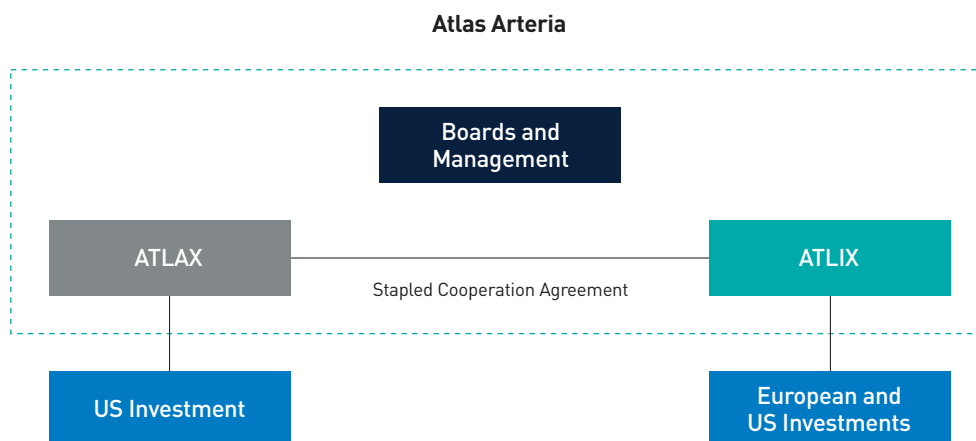 Atlas Arteria
Boards and
Management
ATLAX
ATLIX
Stapled Cooperation Agreement
US Investment
European and
US Investments